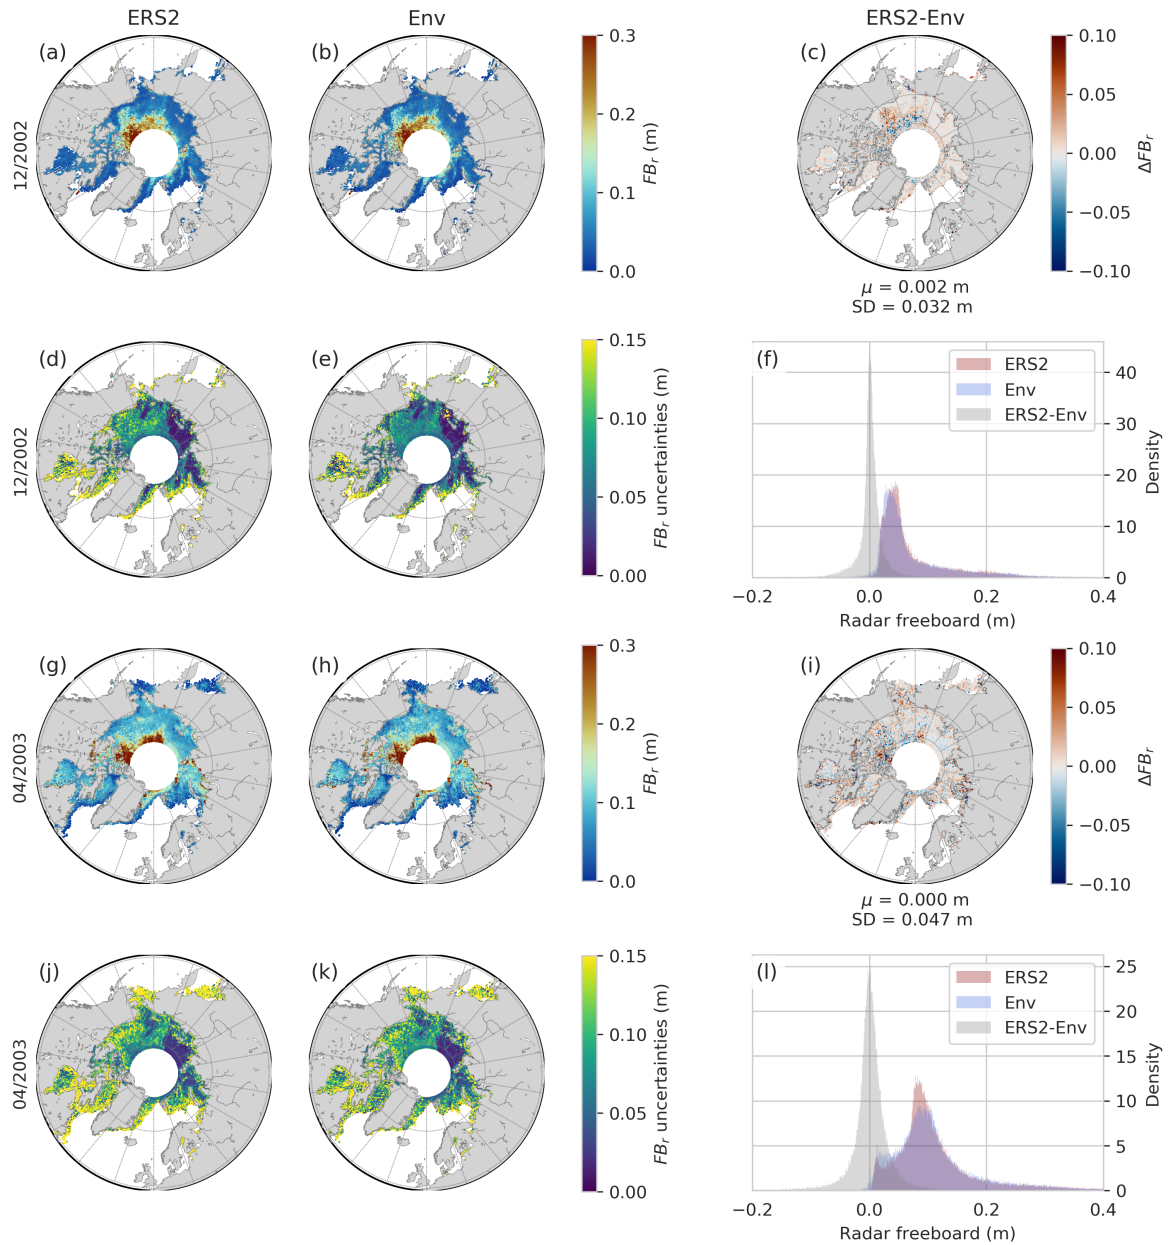 ERS2
Env
ERS2-Env
(a)
(b)
(c)
12/2002
0.3
0.2
0.1
0.0
FBr (m)
0.10
0.05
0.00
−0.05
−0.10
ΔFBr
μ = 0.002 m
SD = 0.032 m
(d)
(e)
(f)
12/2002
0.15
0.10
0.05
0.00
FBr uncertainties (m)
ERS2
Env
ERS2-Env
40
30
20
10
0
Density
−0.2
0.0
0.2
0.4
Radar freeboard (m)
(g)
(h)
(i)
04/2003
0.3
0.2
0.1
0.0
FBr (m)
0.10
0.05
0.00
−0.05
−0.10
ΔFBr
μ = 0.000 m
SD = 0.047 m
(j)
(k)
(l)
04/2003
0.15
0.10
0.05
0.00
FBr uncertainties (m)
ERS2
Env
ERS2-Env
25
20
15
10
5
0
Density
−0.2
0.0
0.2
0.4
Radar freeboard (m)